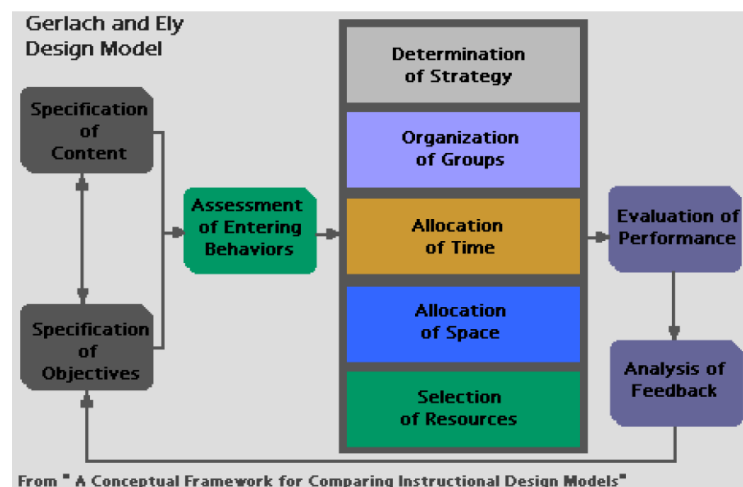 Gerlach and Ely
Design Model
Specification
of
Content
Specification
of
Objectives
Assessment
of Entering
Behaviors
Determination
of Strategy
Organization
of Groups
Allocation
of Time
Allocation
of Space
Selection
of Resources
Evaluation of
Performance
Analysis of
Feedback
From " A Conceptual Framework for Comparing Instructional Design Models"